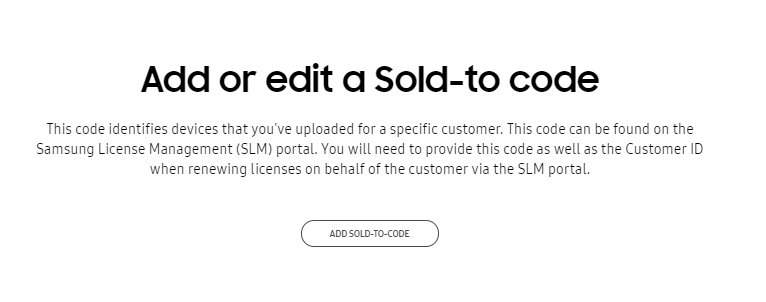 Add or edit a Sold-to code
This code identifies devices that you've uploaded for a specific customer. This code can be found on the
Samsung License Management (SLM) portal. You will need to provide this code as well as the Customer ID
when renewing licenses on behalf of the customer via the SLM portal.
ADD SOLD-TO-CODE